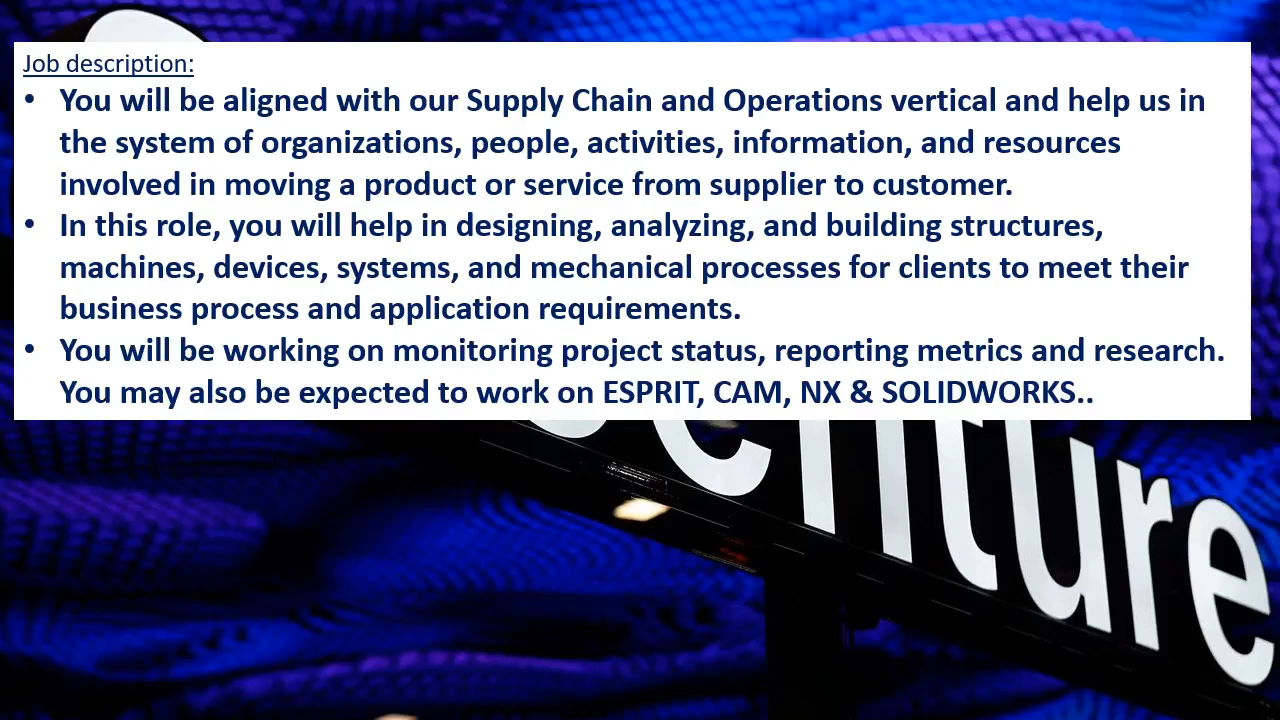 Job description:
• You will be aligned with our Supply Chain and Operations vertical and help us in
the system of organizations, people, activities, information, and resources
involved in moving a product or service from supplier to customer.
• In this role, you will help in designing, analyzing, and building structures,
machines, devices, systems, and mechanical processes for clients to meet their
business process and application requirements.
• You will be working on monitoring project status, reporting metrics and research.
You may also be expected to work on ESPRIT, CAM, NX & SOLIDWORKS..
enture